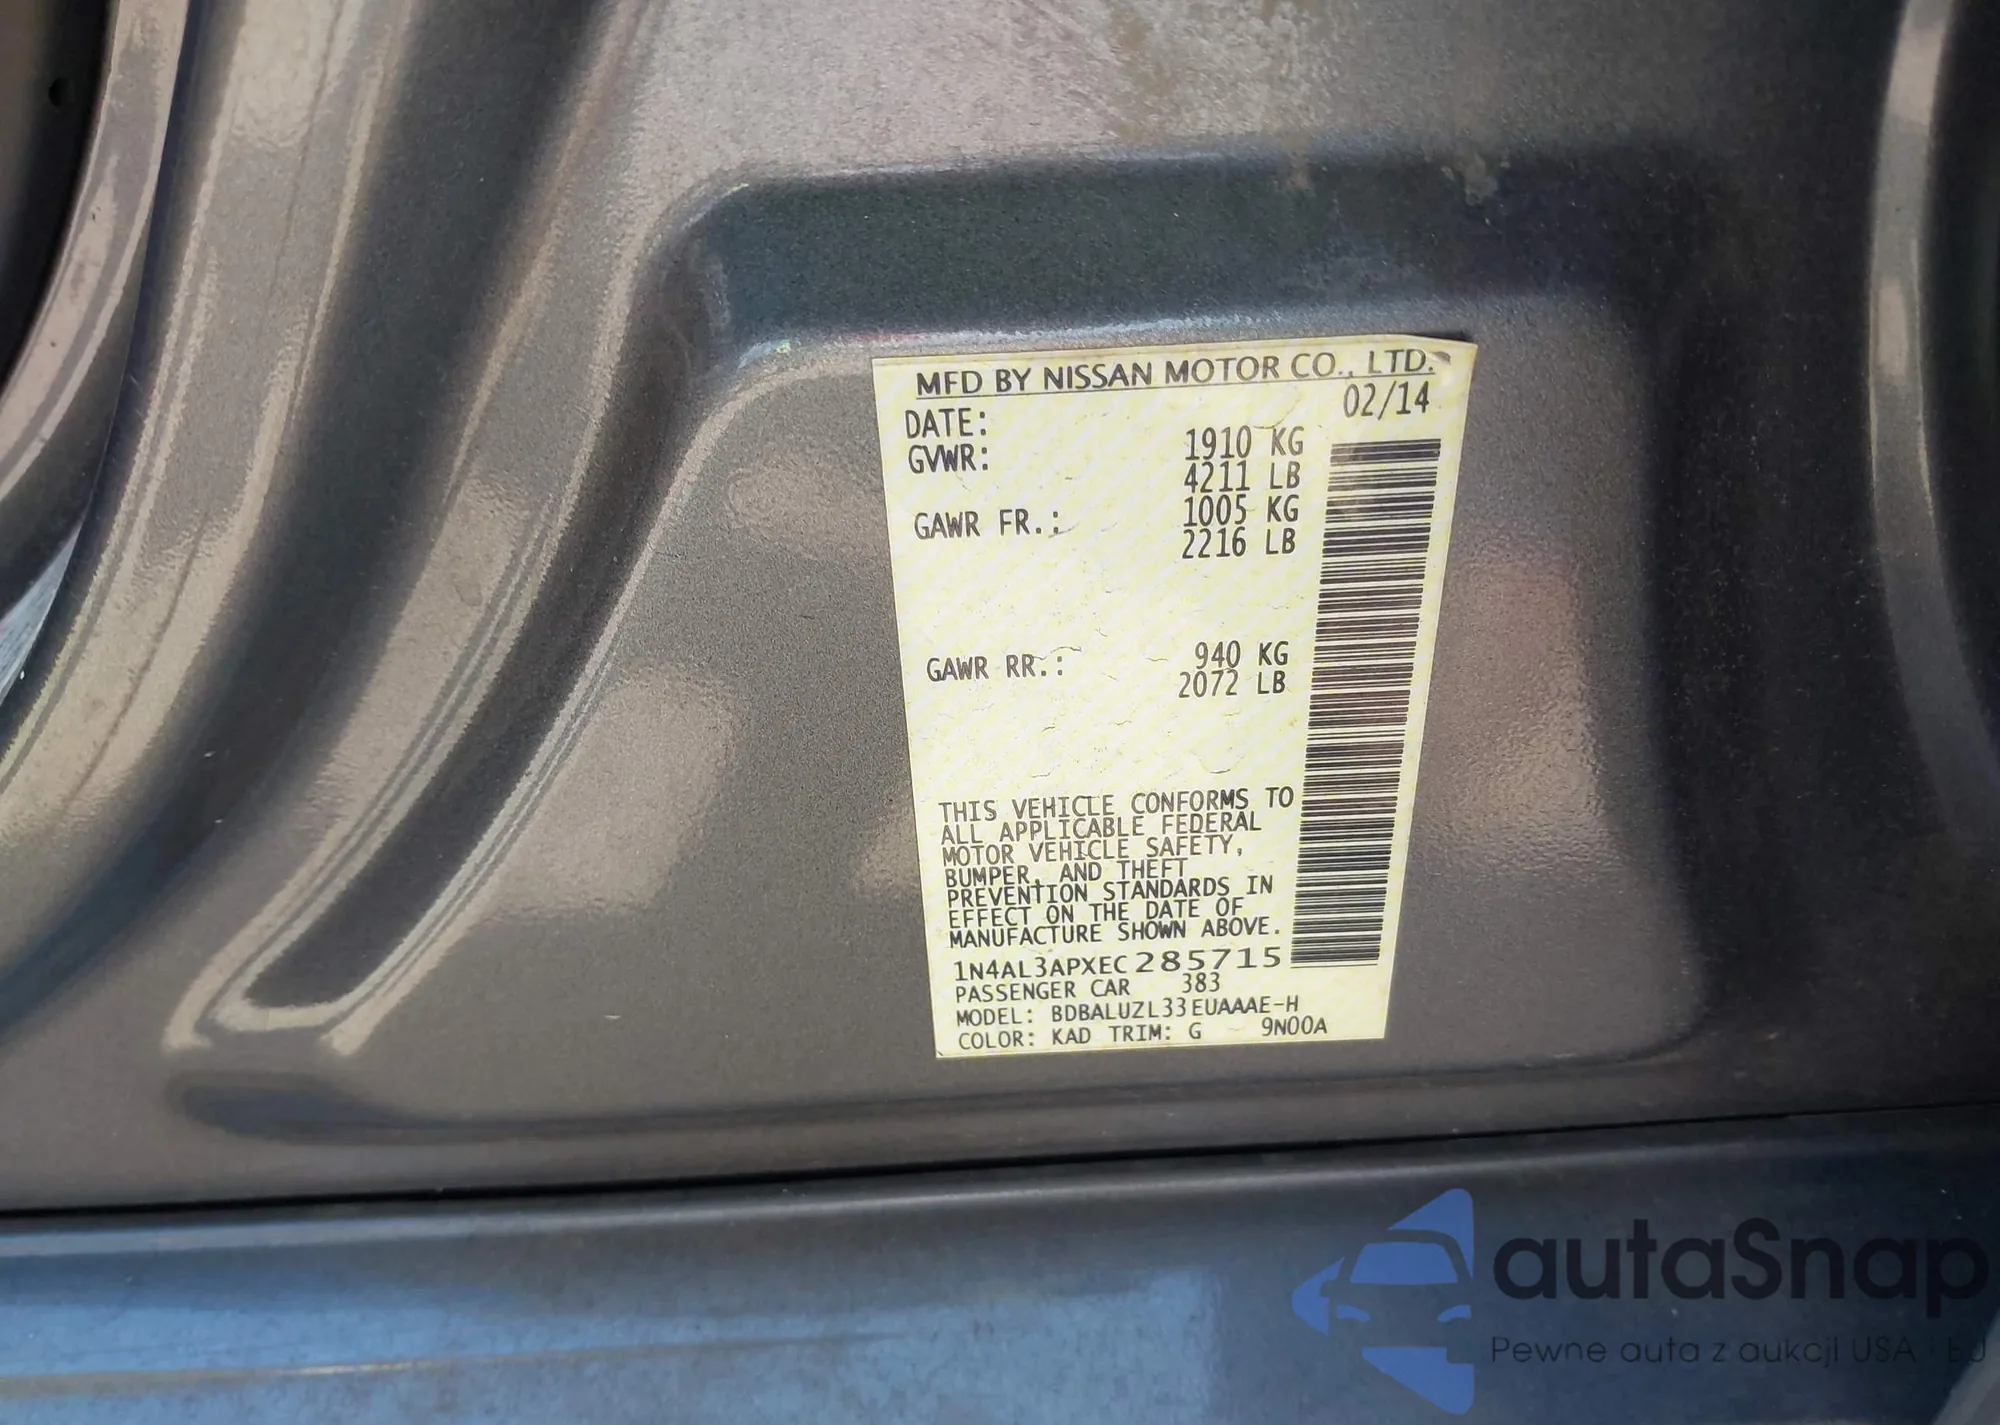 MFD BY NISSAN MOTOR CO., LTD.
DATE: 02/14
GVWR: 1910 KG
4211 LB
GAWR FR.: 1005 KG
2216 LB
GAWR RR.: 940 KG
2072 LB
THIS VEHICLE CONFORMS TO
ALL APPLICABLE FEDERAL
MOTOR VEHICLE SAFETY,
BUMPER, AND THEFT
PREVENTION STANDARDS IN
EFFECT ON THE DATE OF
MANUFACTURE SHOWN ABOVE.
1N4AL3APXEC285715
PASSENGER CAR 383
MODEL: BDBALUZL33EUAAAE-H
COLOR: KAD TRIM: G 9N00A
autaSnap
Pewne auta z aukcji USA i EU